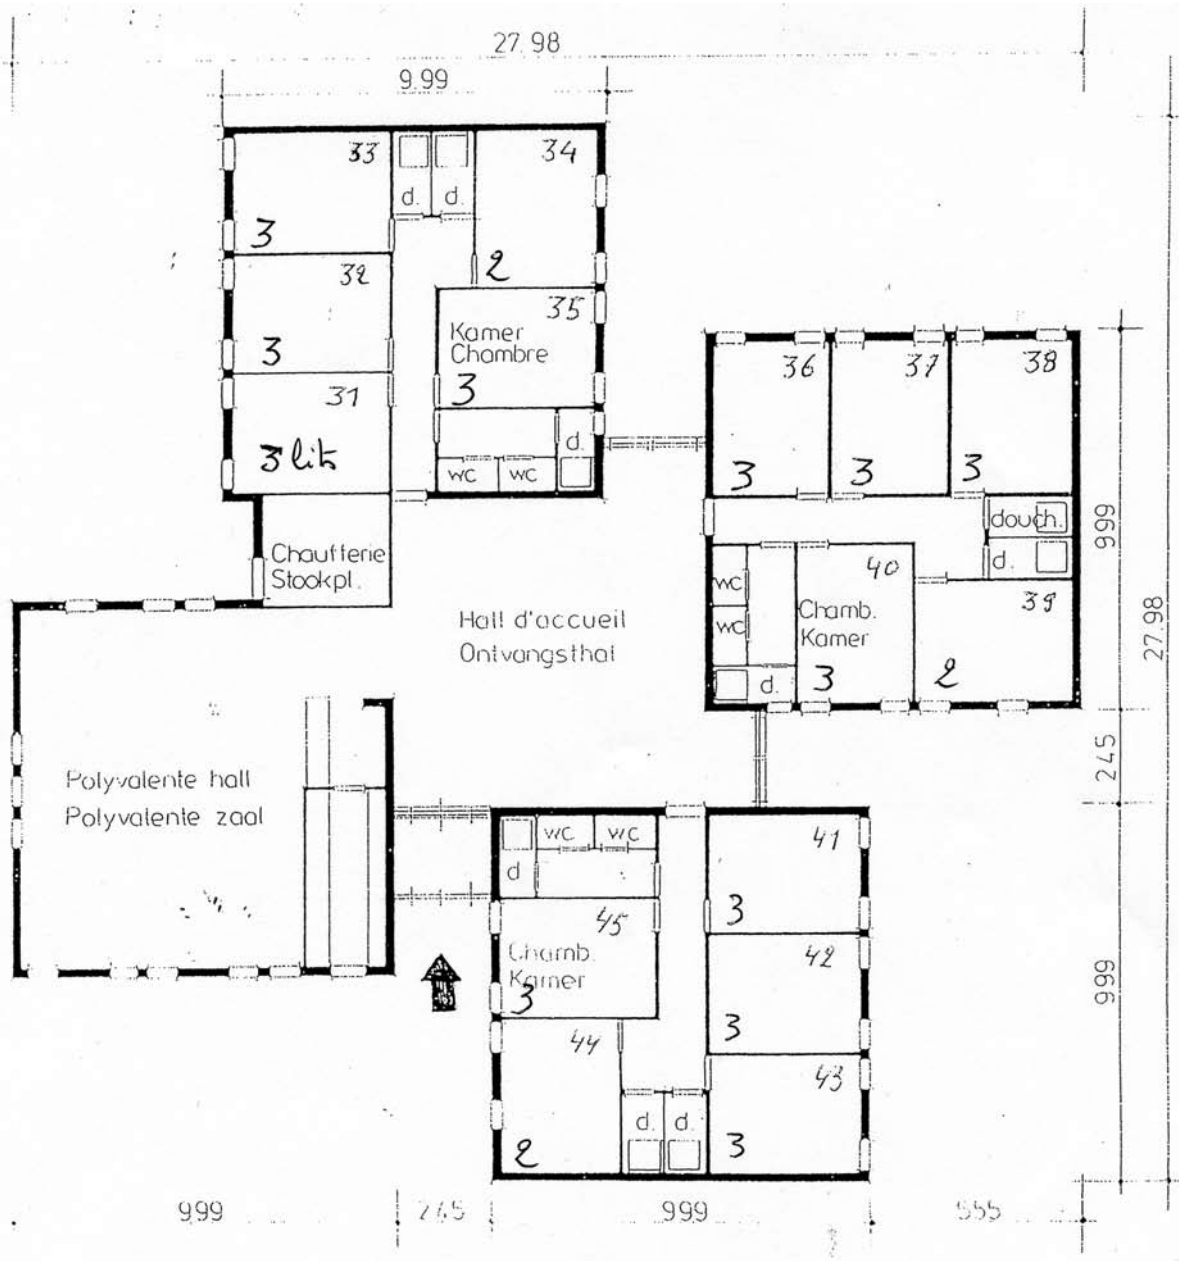 27.98
9.99
33
34
d.
d.
3
2
32
35
Kamer
Chambre
3
3
31
3 lits
d.
wc
wc
36
37
38
3
3
3
douch.
d.
Chaufferie
Stookpl.
999
wc
wc
d.
40
Chamb.
Kamer
3
39
2
Hall d'accueil
Ontvangsthal
27.98
245
Polyvalente hall
Polyvalente zaal
wc
wc
d
41
3
45
Chamb.
Kamer
3
42
3
999
44
2
d.
d.
43
3
999
245
999
555